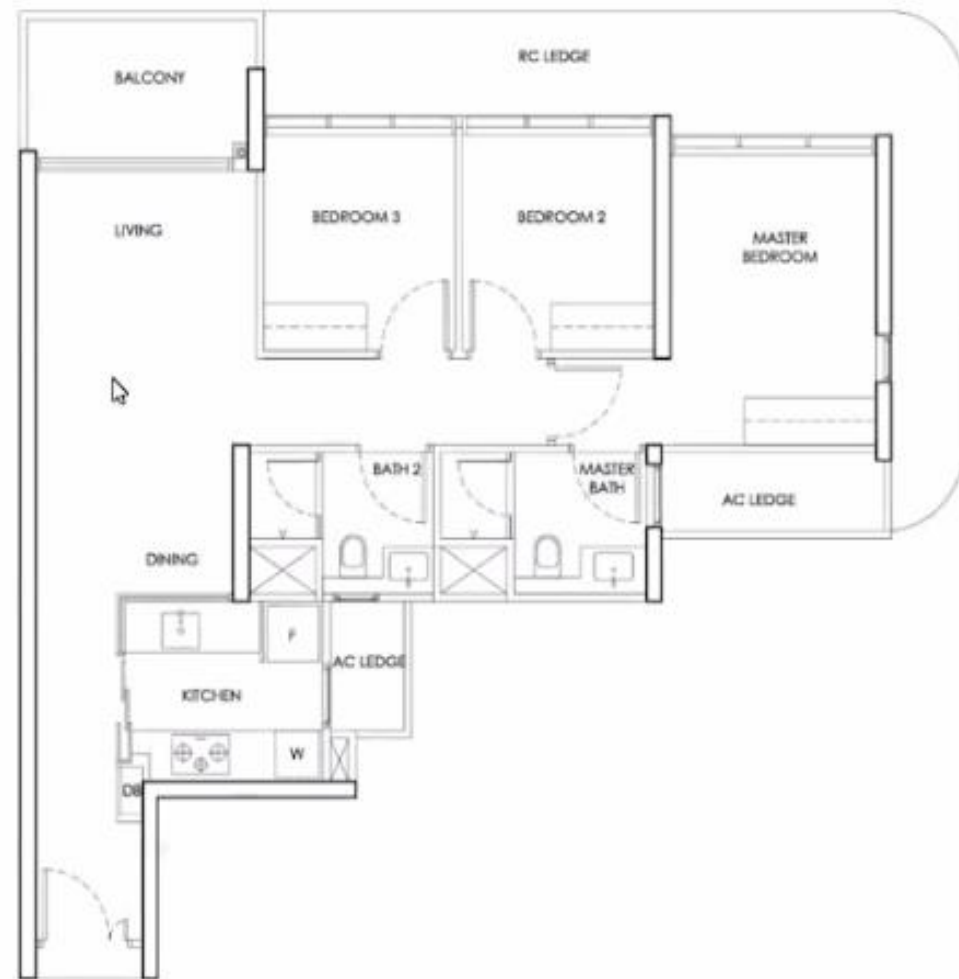 RC LEDGE
BALCONY
LIVING
BEDROOM 3
BEDROOM 2
MASTER
BEDROOM
BATH 2
MASTER
BATH
AC LEDGE
DINING
F
AC LEDGE
KITCHEN
W
DB